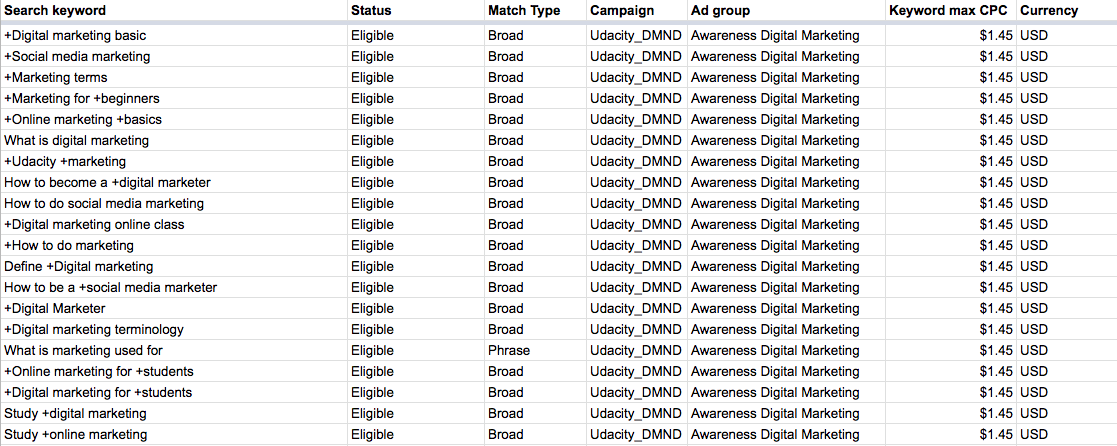 Search keyword Status Match Type Campaign Ad group Keyword max CPC Currency
+Digital marketing basic Eligible Broad Udacity_DMND Awareness Digital Marketing $1.45 USD
+Social media marketing Eligible Broad Udacity_DMND Awareness Digital Marketing $1.45 USD
+Marketing terms Eligible Broad Udacity_DMND Awareness Digital Marketing $1.45 USD
+Marketing for +beginners Eligible Broad Udacity_DMND Awareness Digital Marketing $1.45 USD
+Online marketing +basics Eligible Broad Udacity_DMND Awareness Digital Marketing $1.45 USD
What is digital marketing Eligible Broad Udacity_DMND Awareness Digital Marketing $1.45 USD
+Udacity +marketing Eligible Broad Udacity_DMND Awareness Digital Marketing $1.45 USD
How to become a +digital marketer Eligible Broad Udacity_DMND Awareness Digital Marketing $1.45 USD
How to do social media marketing Eligible Broad Udacity_DMND Awareness Digital Marketing $1.45 USD
+Digital marketing online class Eligible Broad Udacity_DMND Awareness Digital Marketing $1.45 USD
+How to do marketing Eligible Broad Udacity_DMND Awareness Digital Marketing $1.45 USD
Define +Digital marketing Eligible Broad Udacity_DMND Awareness Digital Marketing $1.45 USD
How to be a +social media marketer Eligible Broad Udacity_DMND Awareness Digital Marketing $1.45 USD
+Digital Marketer Eligible Broad Udacity_DMND Awareness Digital Marketing $1.45 USD
+Digital marketing terminology Eligible Broad Udacity_DMND Awareness Digital Marketing $1.45 USD
What is marketing used for Eligible Phrase Udacity_DMND Awareness Digital Marketing $1.45 USD
+Online marketing for +students Eligible Broad Udacity_DMND Awareness Digital Marketing $1.45 USD
+Digital marketing for +students Eligible Broad Udacity_DMND Awareness Digital Marketing $1.45 USD
Study +digital marketing Eligible Broad Udacity_DMND Awareness Digital Marketing $1.45 USD
Study +online marketing Eligible Broad Udacity_DMND Awareness Digital Marketing $1.45 USD